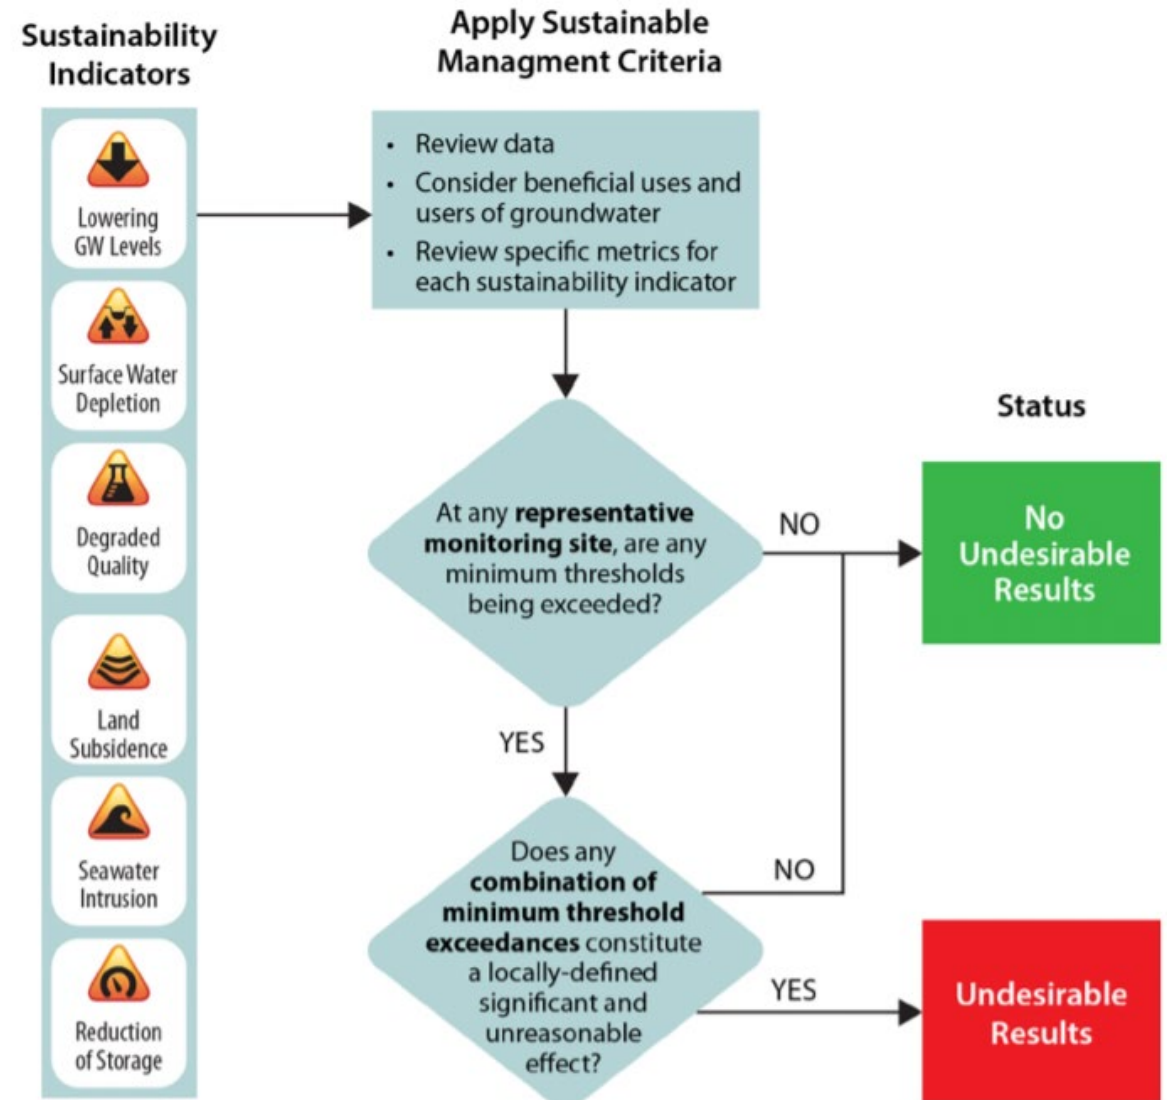 Sustainability
Indicators
Lowering
GW Levels
Surface Water
Depletion
Degraded
Quality
Land
Subsidence
Seawater
Intrusion
Reduction
of Storage
Apply Sustainable
Managment Criteria
• Review data
• Consider beneficial uses and
users of groundwater
• Review specific metrics for
each sustainability indicator
At any representative
monitoring site, are any
minimum thresholds
being exceeded?
NO
YES
Does any
combination of
minimum threshold
exceedances constitute
a locally-defined
significant and
unreasonable
effect?
NO
YES
Status
No
Undesirable
Results
Undesirable
Results